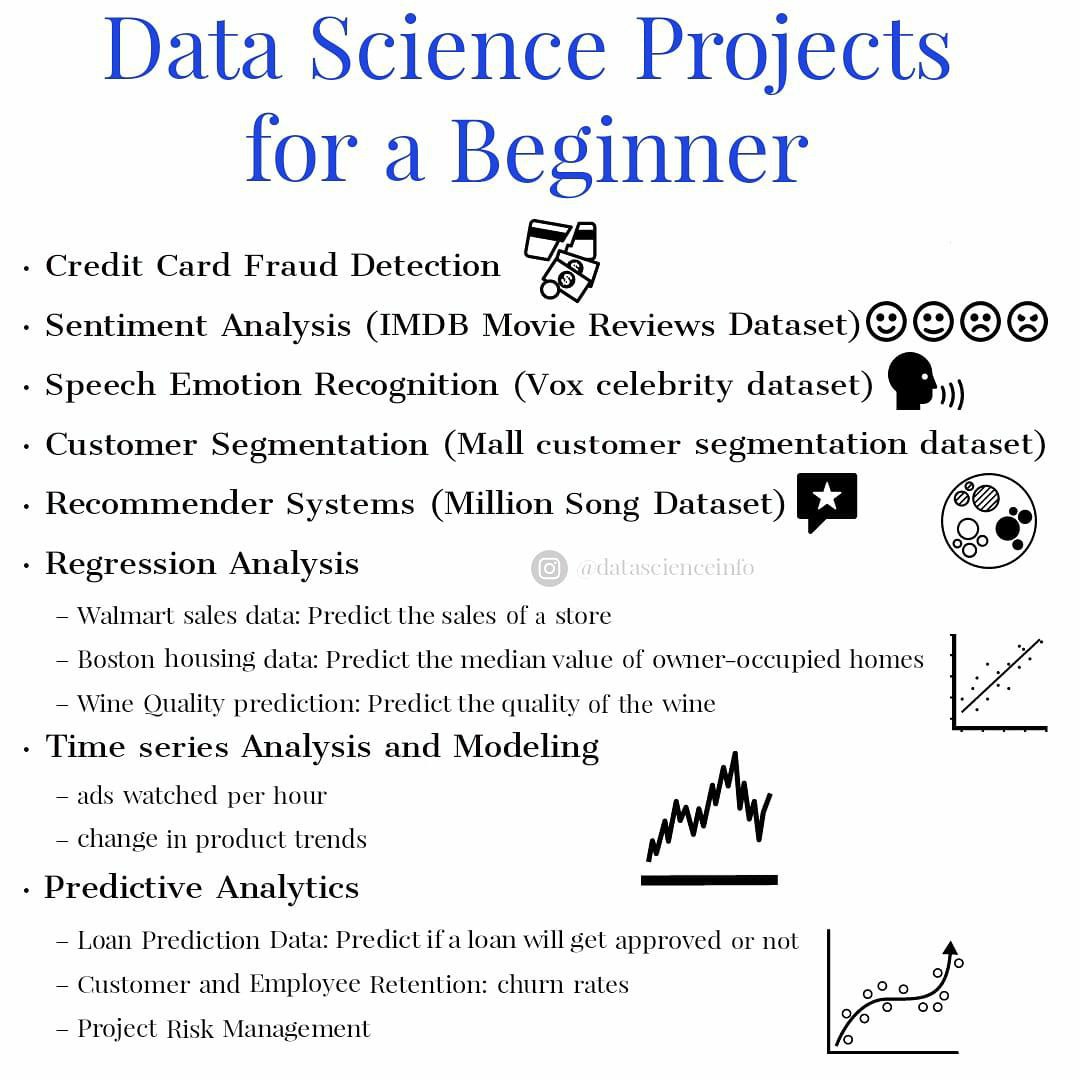 Data Science Projects
for a Beginner
• Credit Card Fraud Detection
• Sentiment Analysis (IMDB Movie Reviews Dataset)
• Speech Emotion Recognition (Vox celebrity dataset)
• Customer Segmentation (Mall customer segmentation dataset)
• Recommender Systems (Million Song Dataset)
• Regression Analysis
@datascienceinfo
– Walmart sales data: Predict the sales of a store
– Boston housing data: Predict the median value of owner-occupied homes
– Wine Quality prediction: Predict the quality of the wine
• Time series Analysis and Modeling
– ads watched per hour
– change in product trends
• Predictive Analytics
– Loan Prediction Data: Predict if a loan will get approved or not
– Customer and Employee Retention: churn rates
– Project Risk Management